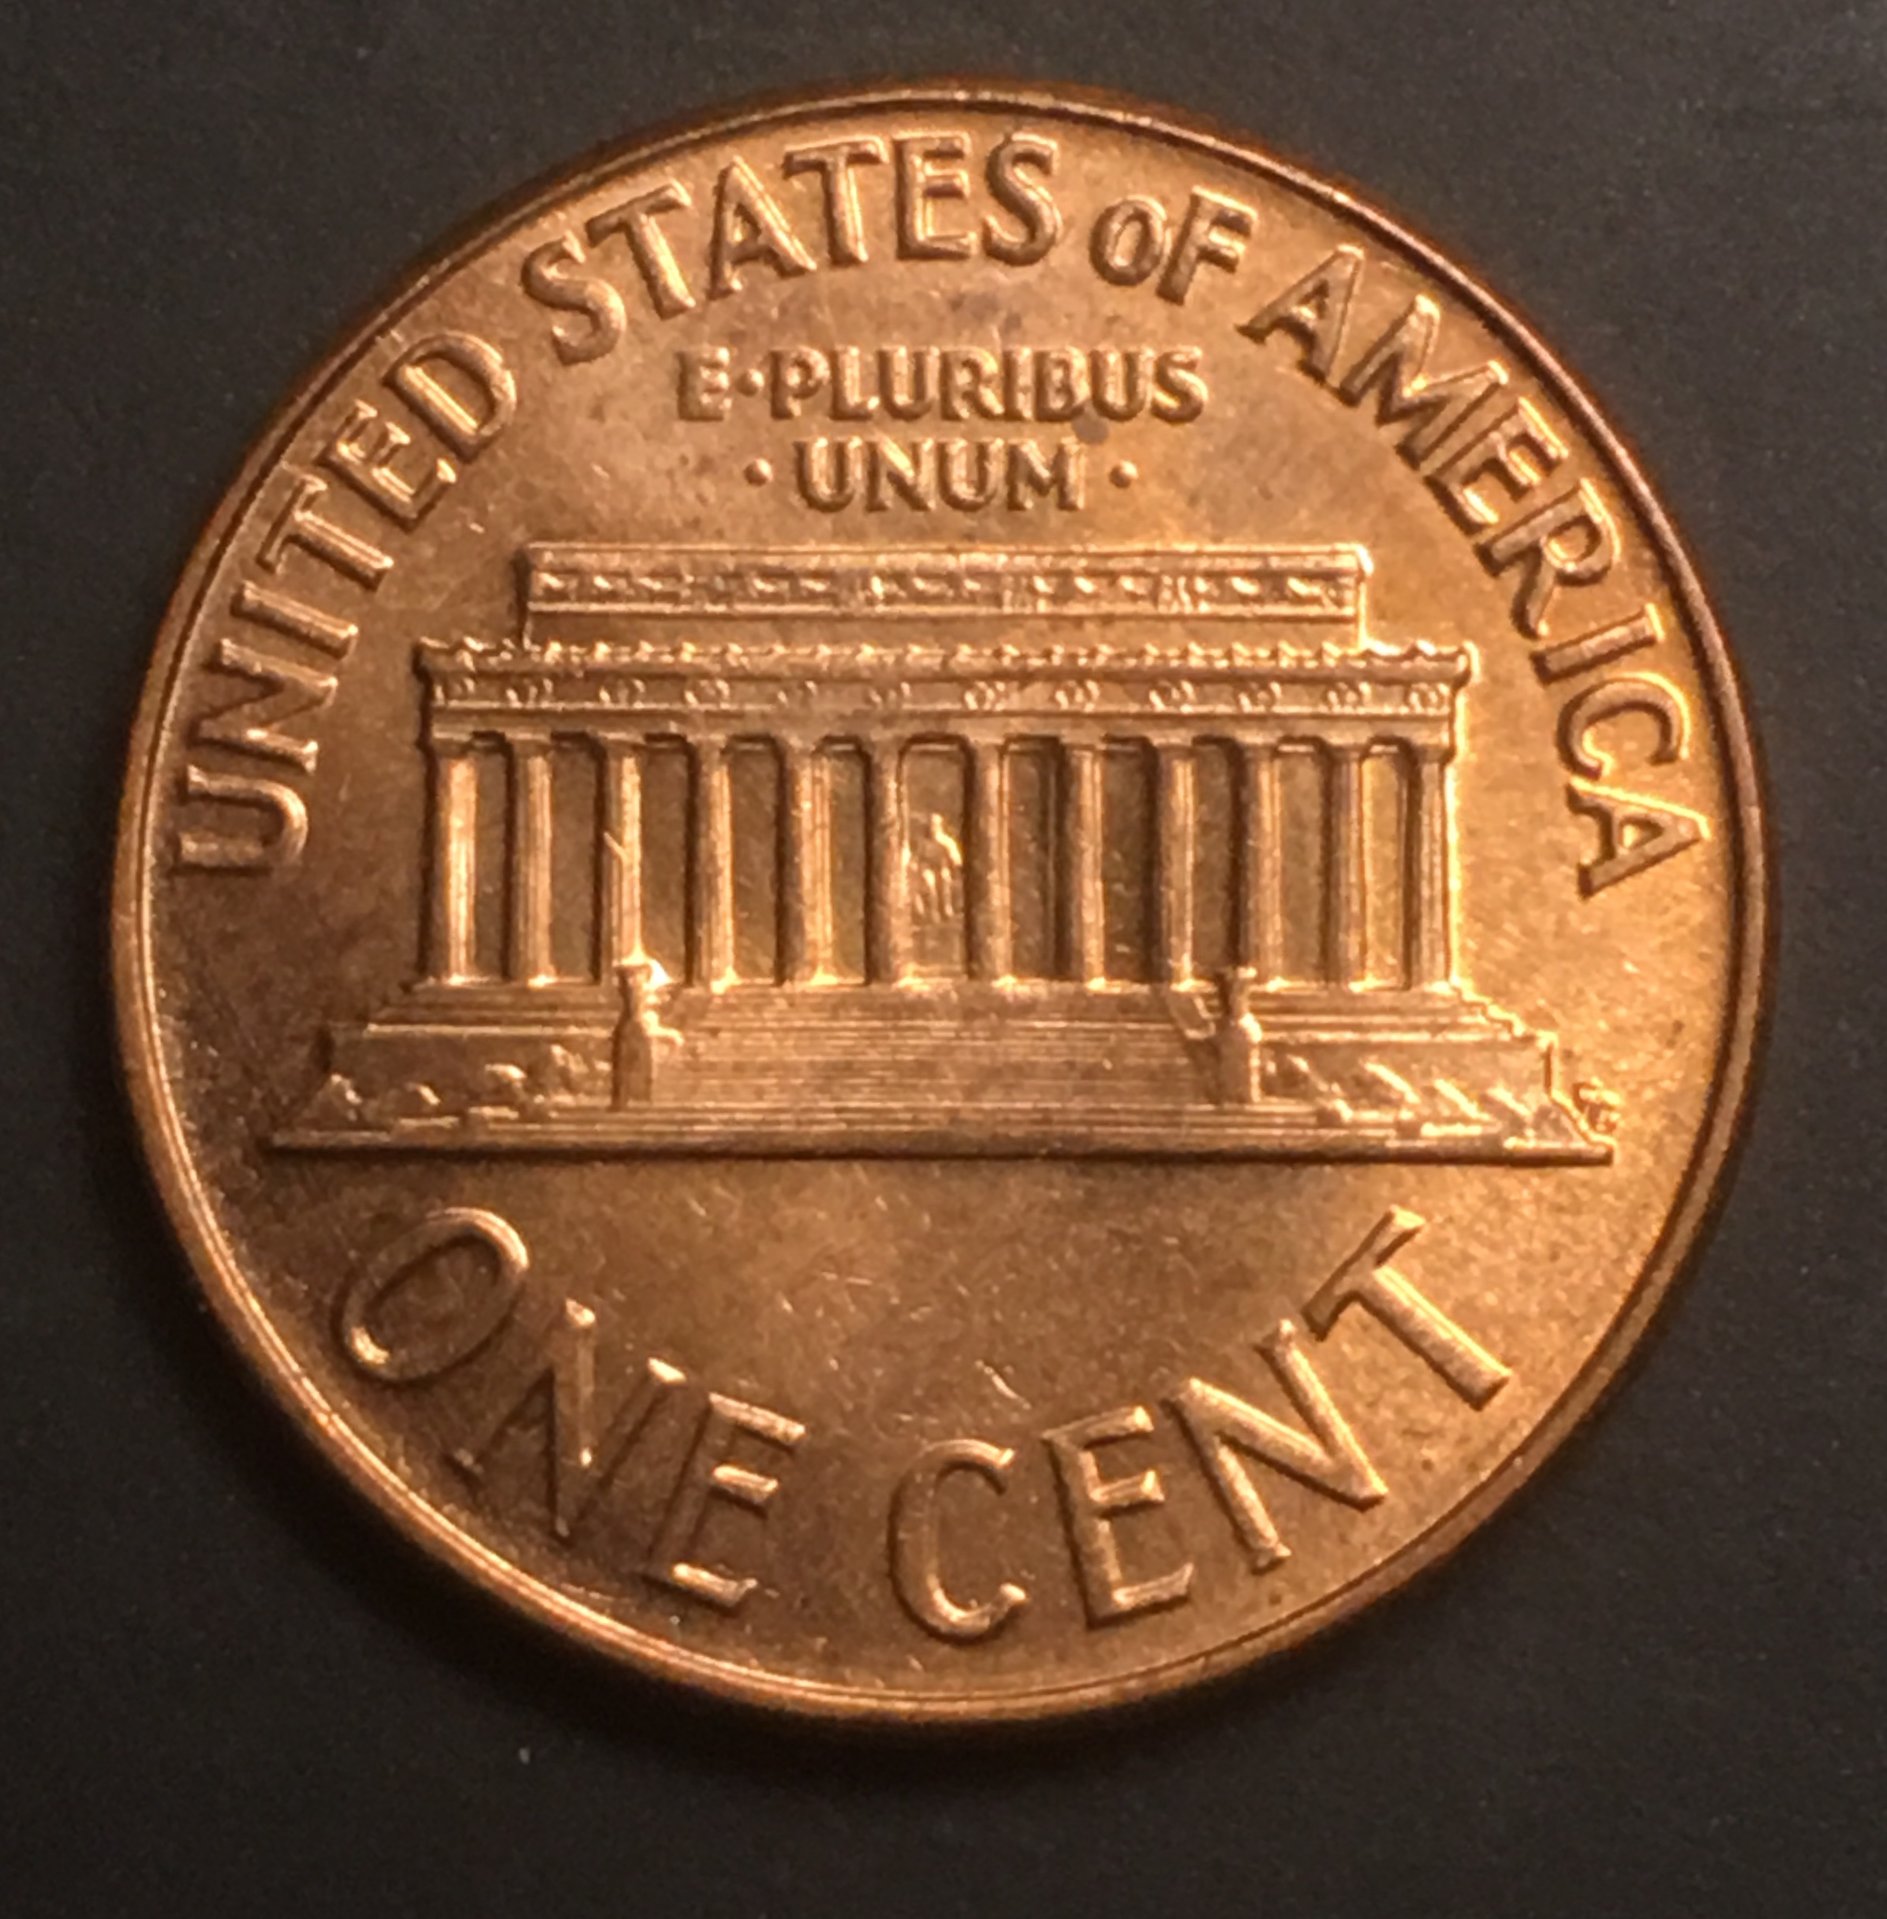 UNITED STATES OF AMERICA
E·PLURIBUS
·UNUM·
ONE CENT